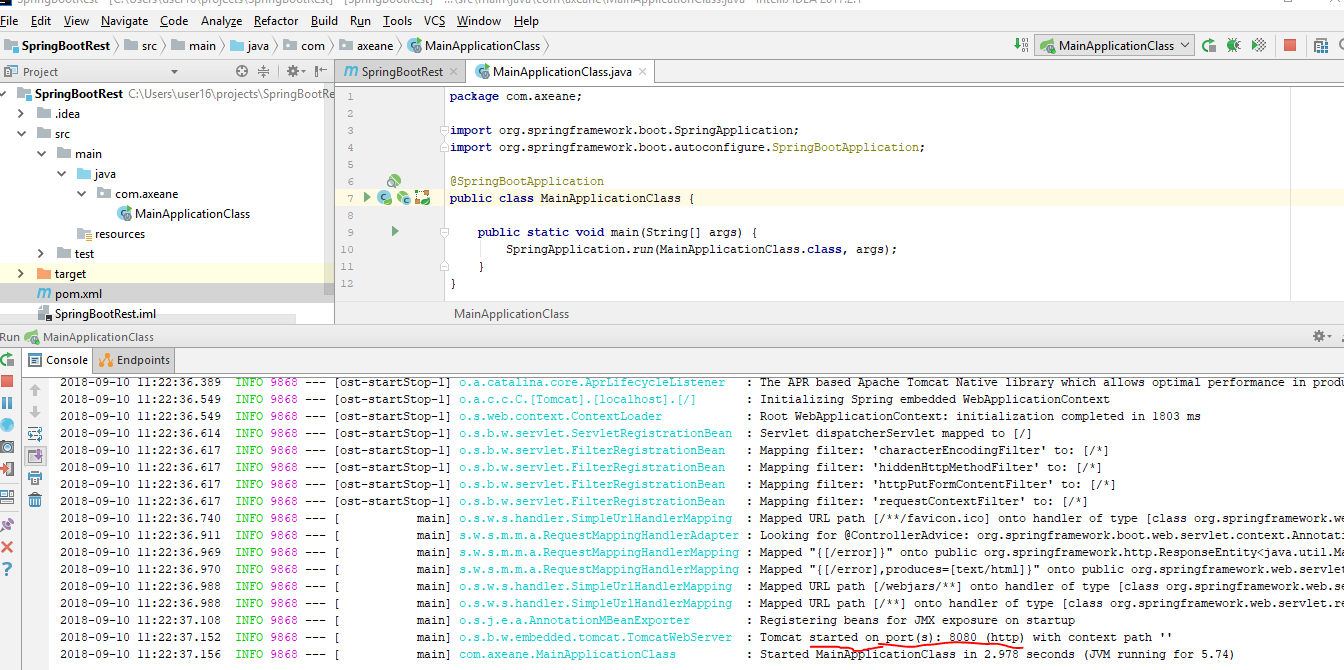 SpringBootRest - [C:\Users\user16\projects\SpringBootRest] - [SpringBootRest] - [...\src\main\java\com\axeane\MainApplicationClass.java - IntelliJ IDEA 2017.2.1
File Edit View Navigate Code Analyze Refactor Build Run Tools VCS Window Help
SpringBootRest src main java com axeane MainApplicationClass
MainApplicationClass
Project
SpringBootRest
MainApplicationClass.java
SpringBootRest C:\Users\user16\projects\SpringBootRe
.idea
src
main
java
com.axeane
MainApplicationClass
resources
test
target
pom.xml
SpringBootRest.iml
1 package com.axeane;
2
3 import org.springframework.boot.SpringApplication;
4 import org.springframework.boot.autoconfigure.SpringBootApplication;
5
6 @SpringBootApplication
7 public class MainApplicationClass {
8
9 public static void main(String[] args) {
10 SpringApplication.run(MainApplicationClass.class, args);
11 }
12 }
MainApplicationClass
Run MainApplicationClass
Console Endpoints
2018-09-10 11:22:36.389 INFO 9868 --- [ost-startStop-1] o.a.catalina.core.AprLifecycleListener : The APR based Apache Tomcat Native library which allows optimal performance in produ
2018-09-10 11:22:36.549 INFO 9868 --- [ost-startStop-1] o.a.c.c.C.[Tomcat].[localhost].[/] : Initializing Spring embedded WebApplicationContext
2018-09-10 11:22:36.549 INFO 9868 --- [ost-startStop-1] o.s.web.context.ContextLoader : Root WebApplicationContext: initialization completed in 1803 ms
2018-09-10 11:22:36.614 INFO 9868 --- [ost-startStop-1] o.s.b.w.servlet.ServletRegistrationBean : Servlet dispatcherServlet mapped to [/]
2018-09-10 11:22:36.617 INFO 9868 --- [ost-startStop-1] o.s.b.w.servlet.FilterRegistrationBean : Mapping filter: 'characterEncodingFilter' to: [/*]
2018-09-10 11:22:36.617 INFO 9868 --- [ost-startStop-1] o.s.b.w.servlet.FilterRegistrationBean : Mapping filter: 'hiddenHttpMethodFilter' to: [/*]
2018-09-10 11:22:36.617 INFO 9868 --- [ost-startStop-1] o.s.b.w.servlet.FilterRegistrationBean : Mapping filter: 'httpPutFormContentFilter' to: [/*]
2018-09-10 11:22:36.617 INFO 9868 --- [ost-startStop-1] o.s.b.w.servlet.FilterRegistrationBean : Mapping filter: 'requestContextFilter' to: [/*]
2018-09-10 11:22:36.740 INFO 9868 --- [ main] o.s.w.s.handler.SimpleUrlHandlerMapping : Mapped URL path [/**/favicon.ico] onto handler of type [class org.springframework.we
2018-09-10 11:22:36.911 INFO 9868 --- [ main] s.w.s.m.m.a.RequestMappingHandlerAdapter : Looking for @ControllerAdvice: org.springframework.boot.web.servlet.context.Annotati
2018-09-10 11:22:36.969 INFO 9868 --- [ main] s.w.s.m.m.a.RequestMappingHandlerMapping : Mapped "{[/error]}" onto public org.springframework.http.ResponseEntity<java.util.Ma
2018-09-10 11:22:36.970 INFO 9868 --- [ main] s.w.s.m.m.a.RequestMappingHandlerMapping : Mapped "{[/error],produces=[text/html]}" onto public org.springframework.web.servlet
2018-09-10 11:22:36.988 INFO 9868 --- [ main] o.s.w.s.handler.SimpleUrlHandlerMapping : Mapped URL path [/webjars/**] onto handler of type [class org.springframework.web.se
2018-09-10 11:22:36.988 INFO 9868 --- [ main] o.s.w.s.handler.SimpleUrlHandlerMapping : Mapped URL path [/**] onto handler of type [class org.springframework.web.servlet.re
2018-09-10 11:22:37.108 INFO 9868 --- [ main] o.s.j.e.a.AnnotationMBeanExporter : Registering beans for JMX exposure on startup
2018-09-10 11:22:37.152 INFO 9868 --- [ main] o.s.b.w.embedded.tomcat.TomcatWebServer : Tomcat started on port(s): 8080 (http) with context path ''
2018-09-10 11:22:37.156 INFO 9868 --- [ main] com.axeane.MainApplicationClass : Started MainApplicationClass in 2.978 seconds (JVM running for 5.74)